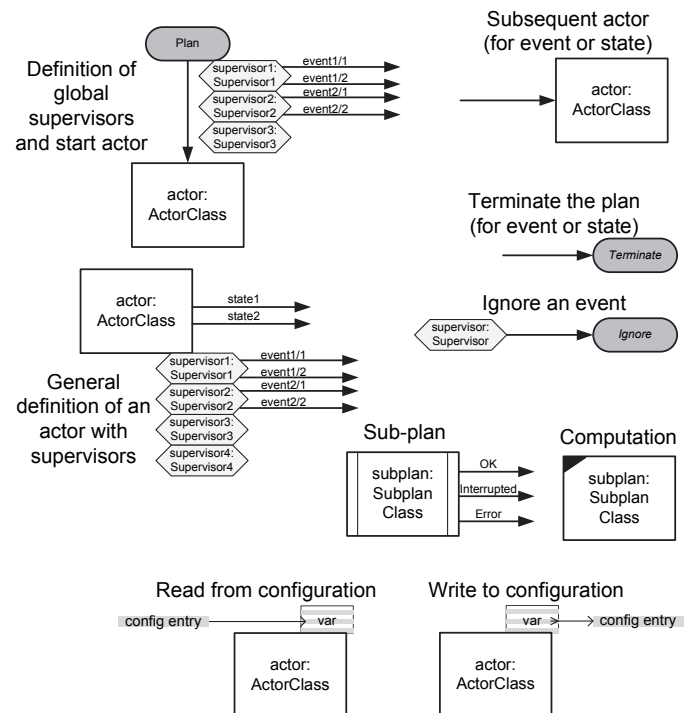 Plan
Definition of
global
supervisors
and start actor
supervisor1:
Supervisor1
event1/1
event1/2
supervisor2:
Supervisor2
event2/1
event2/2
supervisor3:
Supervisor3
actor:
ActorClass
Subsequent actor
(for event or state)
actor:
ActorClass
Terminate the plan
(for event or state)
Terminate
Ignore an event
supervisor:
Supervisor
Ignore
actor:
ActorClass
state1
state2
supervisor1:
Supervisor1
event1/1
event1/2
supervisor2:
Supervisor2
event2/1
event2/2
supervisor3:
Supervisor3
supervisor4:
Supervisor4
General
definition of an
actor with
supervisors
Sub-plan
subplan:
Subplan
Class
OK
Interrupted
Error
Computation
subplan:
Subplan
Class
Read from configuration
config entry
var
actor:
ActorClass
Write to configuration
var
config entry
actor:
ActorClass